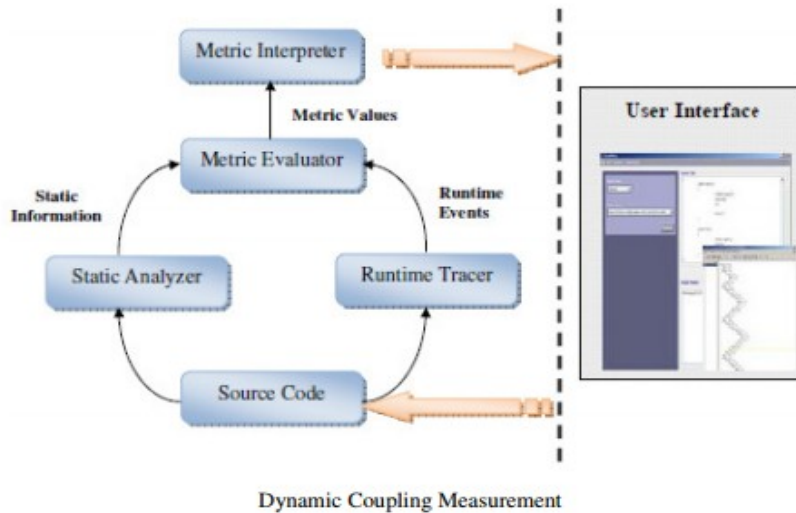 Metric Interpreter
User Interface
Metric Values
Metric Evaluator
Static
Information
Runtime
Events
Static Analyzer
Runtime Tracer
Source Code
Dynamic Coupling Measurement